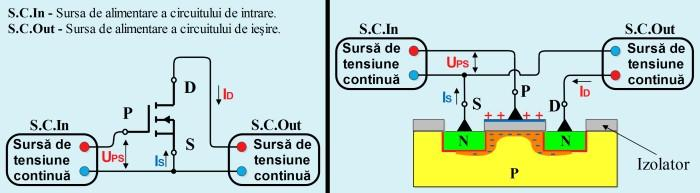 S.C.In - Sursa de alimentare a circuitului de intrare.
S.C.Out - Sursa de alimentare a circuitului de ieşire.
D
P
ID
S.C.In
Sursă de
tensiune
continuă
UPS
IS
S
S.C.Out
Sursă de
tensiune
continuă
S.C.In
Sursă de
tensiune
continuă
UPS
S.C.Out
Sursă de
tensiune
continuă
IS
S
P
D
ID
+ + + +
N
N
P
Izolator